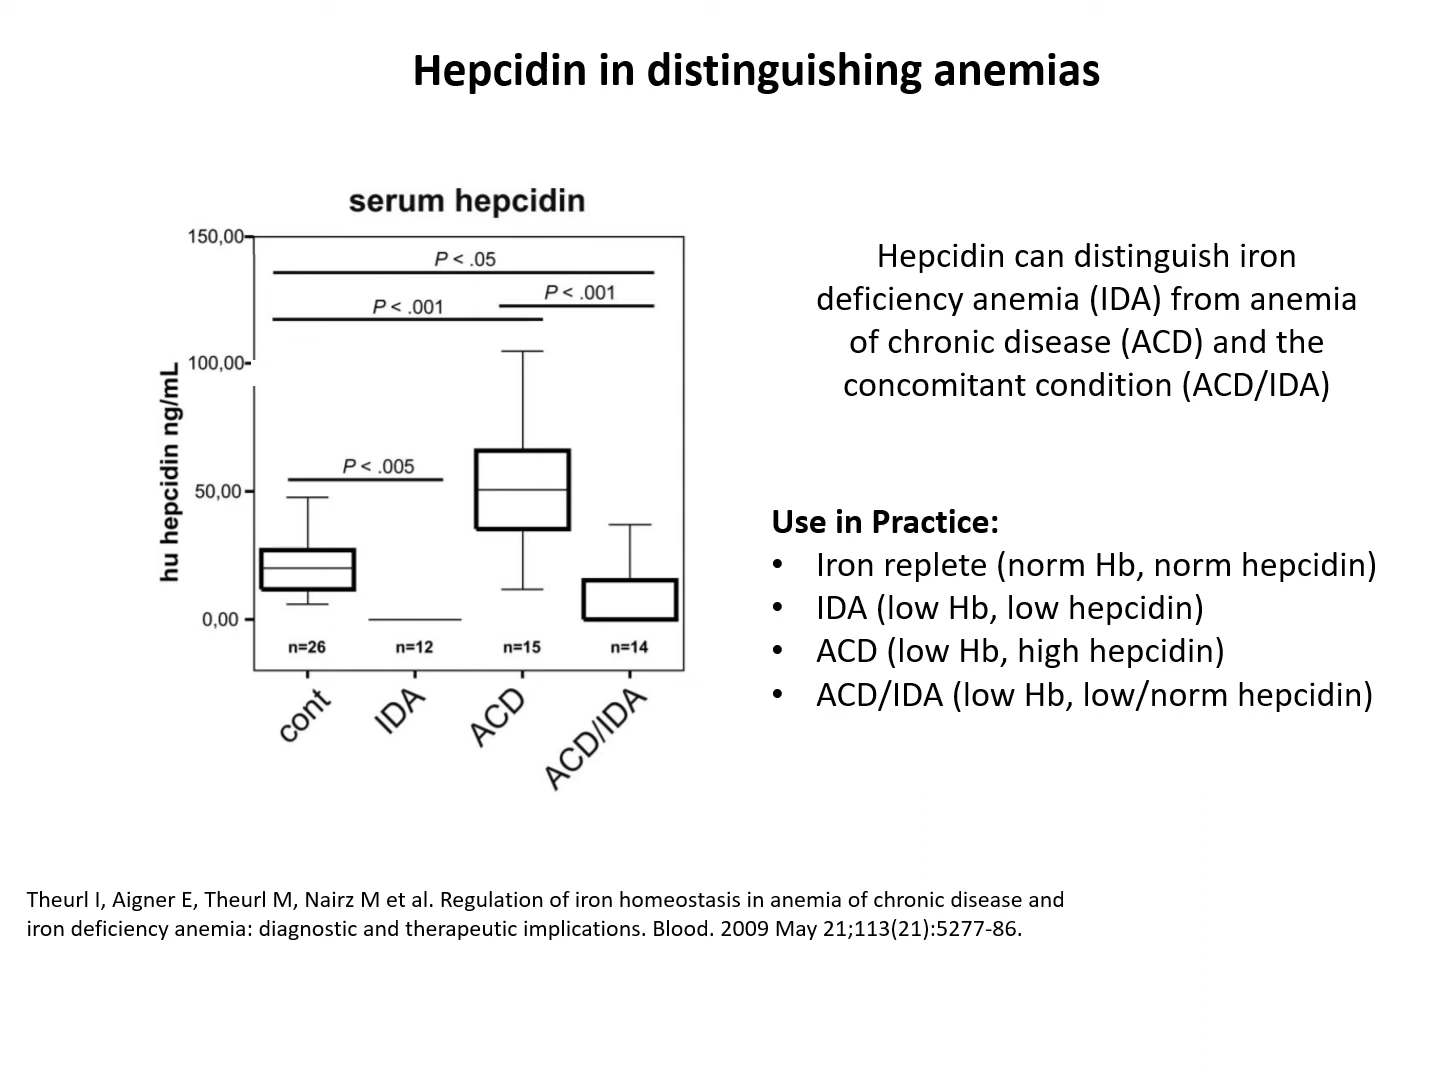 Hepcidin in distinguishing anemias
serum hepcidin
150,00
100,00
50,00
0,00
hu hepcidin ng/mL
P < .05
P < .001
P < .001
P < .005
n=26
n=12
n=15
n=14
cont
IDA
ACD
ACD/IDA
Hepcidin can distinguish iron
deficiency anemia (IDA) from anemia
of chronic disease (ACD) and the
concomitant condition (ACD/IDA)
Use in Practice:
• Iron replete (norm Hb, norm hepcidin)
• IDA (low Hb, low hepcidin)
• ACD (low Hb, high hepcidin)
• ACD/IDA (low Hb, low/norm hepcidin)
Theurl I, Aigner E, Theurl M, Nairz M et al. Regulation of iron homeostasis in anemia of chronic disease and
iron deficiency anemia: diagnostic and therapeutic implications. Blood. 2009 May 21;113(21):5277-86.